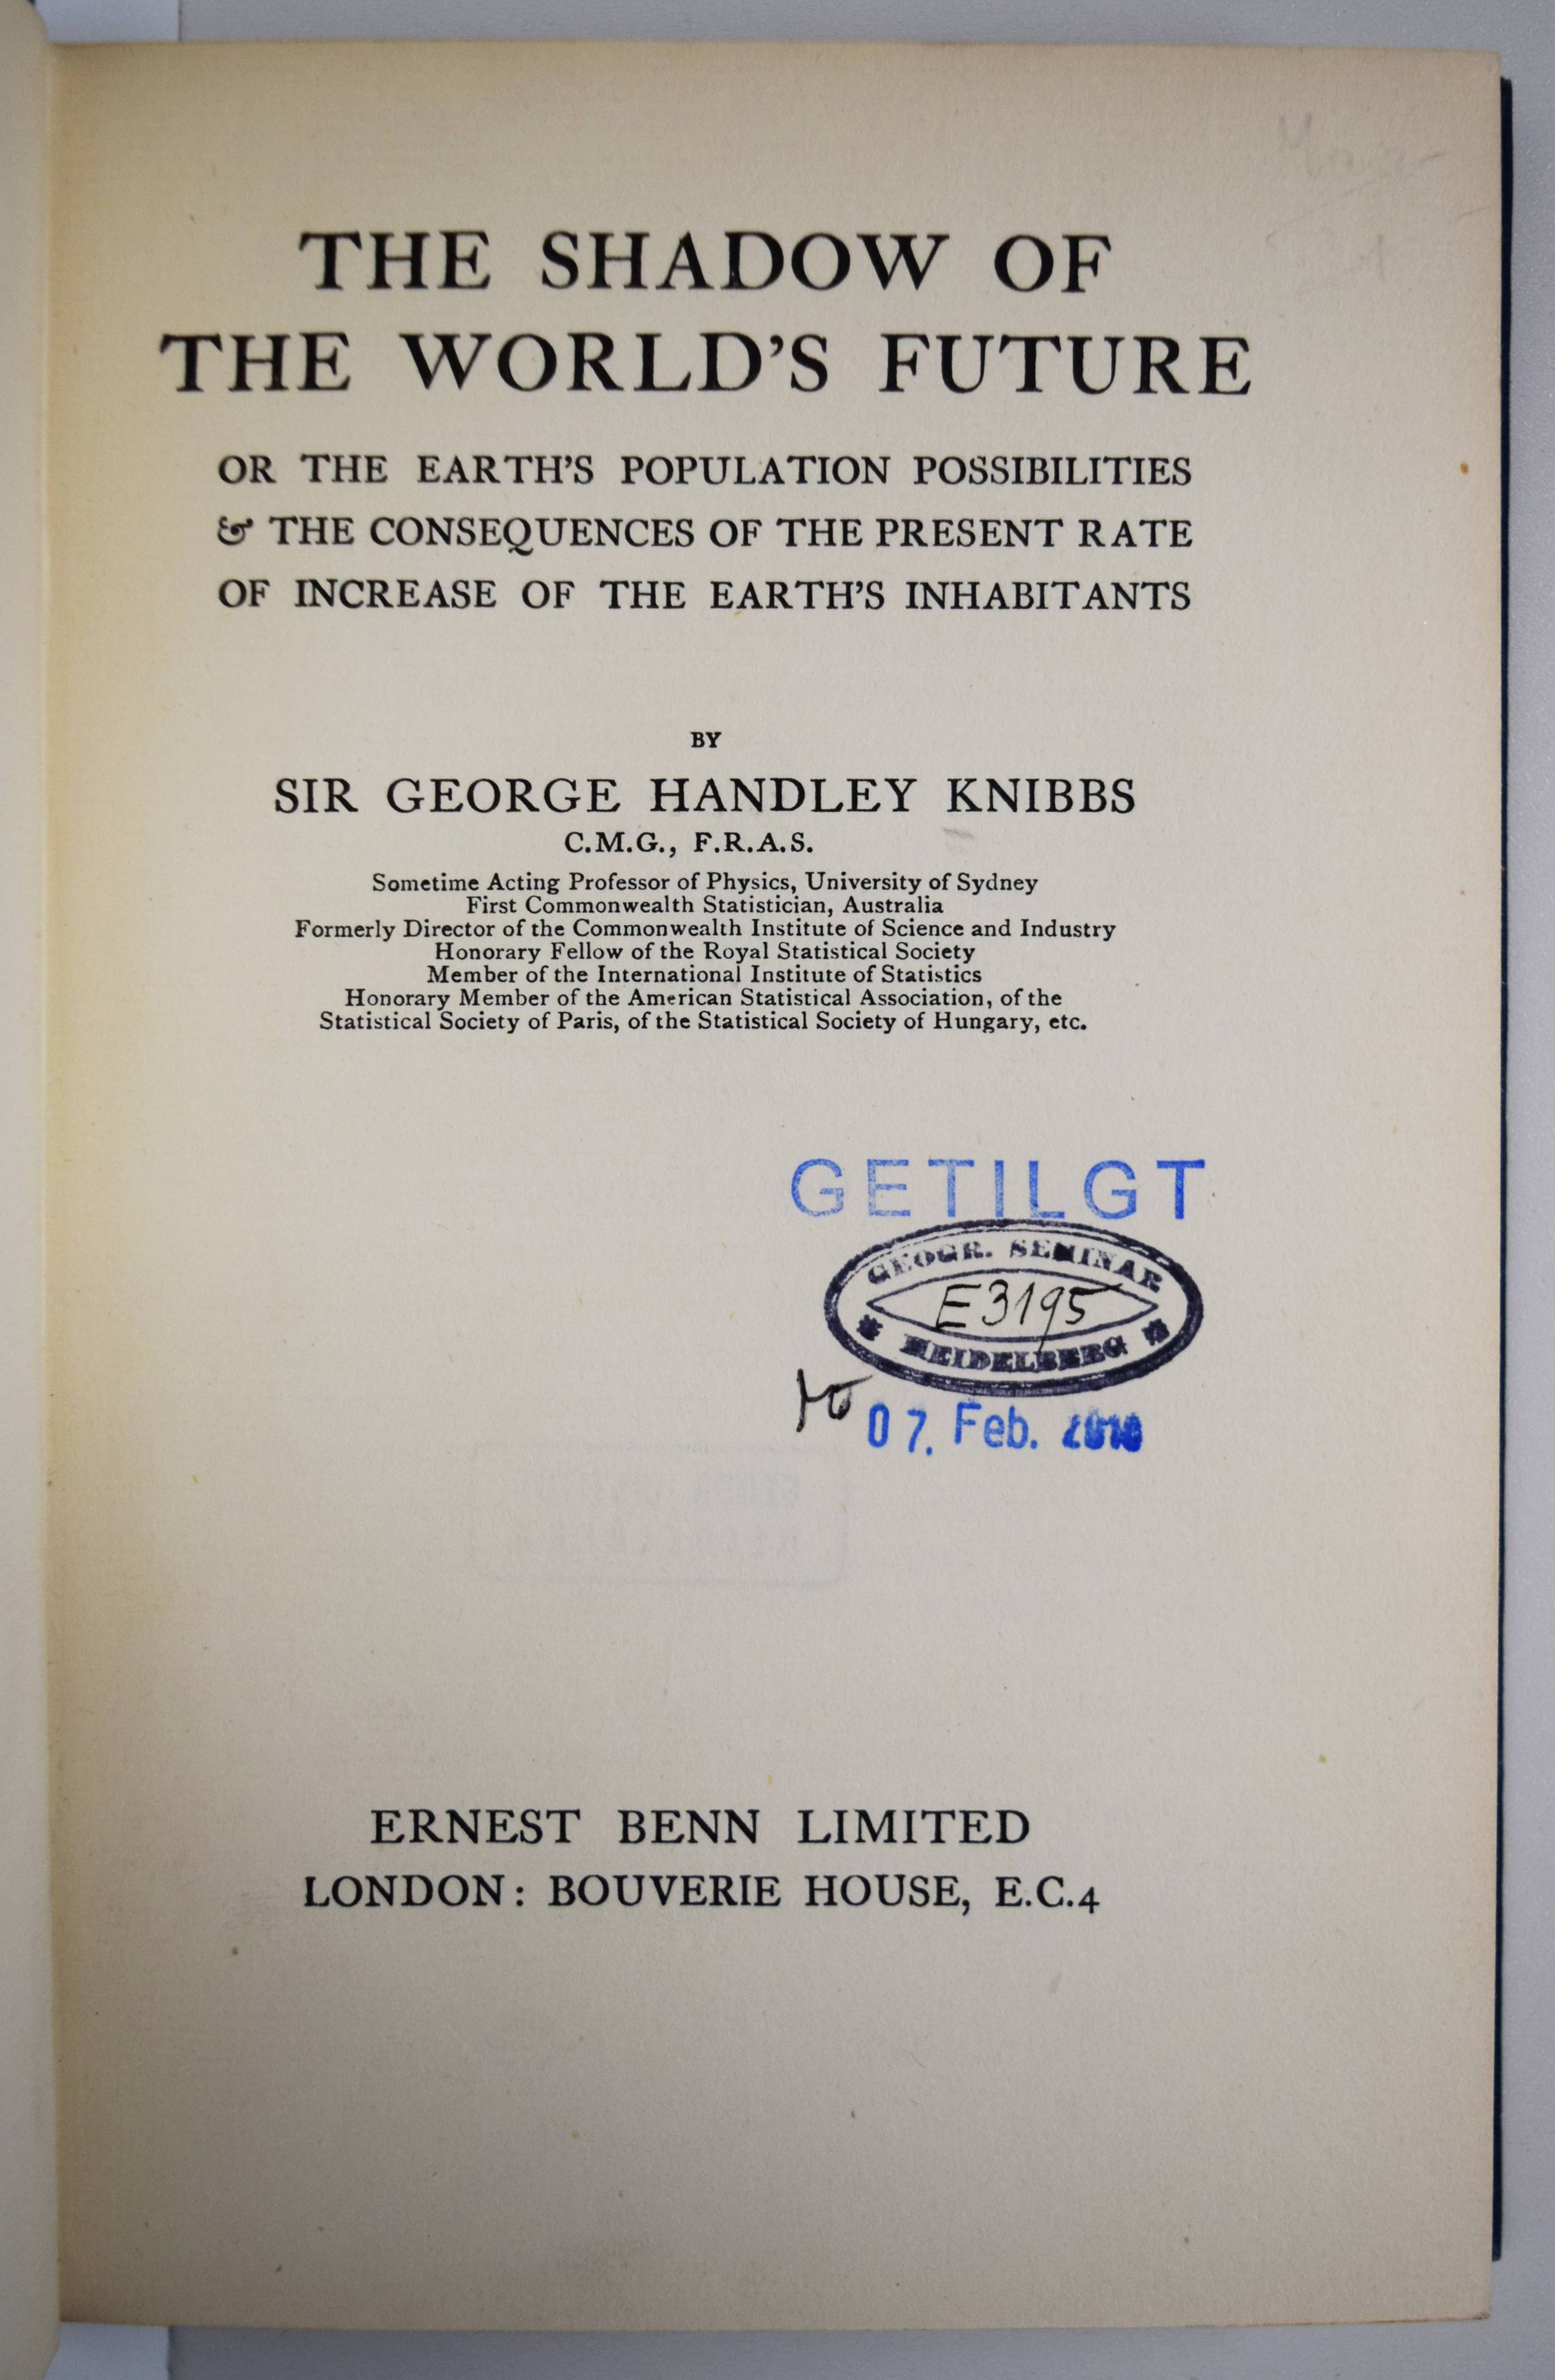 THE SHADOW OF
THE WORLD'S FUTURE
OR THE EARTH'S POPULATION POSSIBILITIES
& THE CONSEQUENCES OF THE PRESENT RATE
OF INCREASE OF THE EARTH'S INHABITANTS
BY
SIR GEORGE HANDLEY KNIBBS
C.M.G., F.R.A.S.
Sometime Acting Professor of Physics, University of Sydney
First Commonwealth Statistician, Australia
Formerly Director of the Commonwealth Institute of Science and Industry
Honorary Fellow of the Royal Statistical Society
Member of the International Institute of Statistics
Honorary Member of the American Statistical Association, of the
Statistical Society of Paris, of the Statistical Society of Hungary, etc.
GETILGT
GEOGR. SEMINAR
E3195
HEIDELBERG
07. Feb.
ERNEST BENN LIMITED
LONDON: BOUVERIE HOUSE, E.C.4